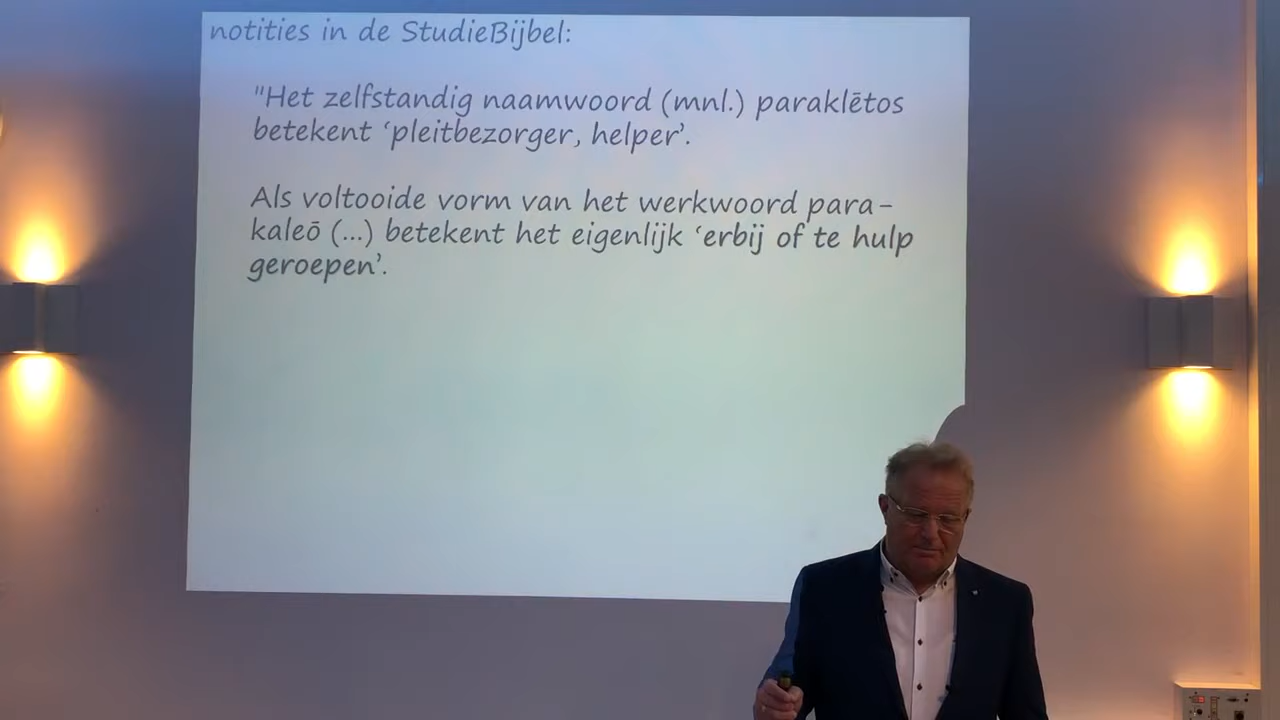 notities in de StudieBijbel:
"Het zelfstandig naamwoord (mnl.) paraklētos
betekent ‘pleitbezorger, helper’.
Als voltooide vorm van het werkwoord para-
kaleō (...) betekent het eigenlijk ‘erbij of te hulp
geroepen’.